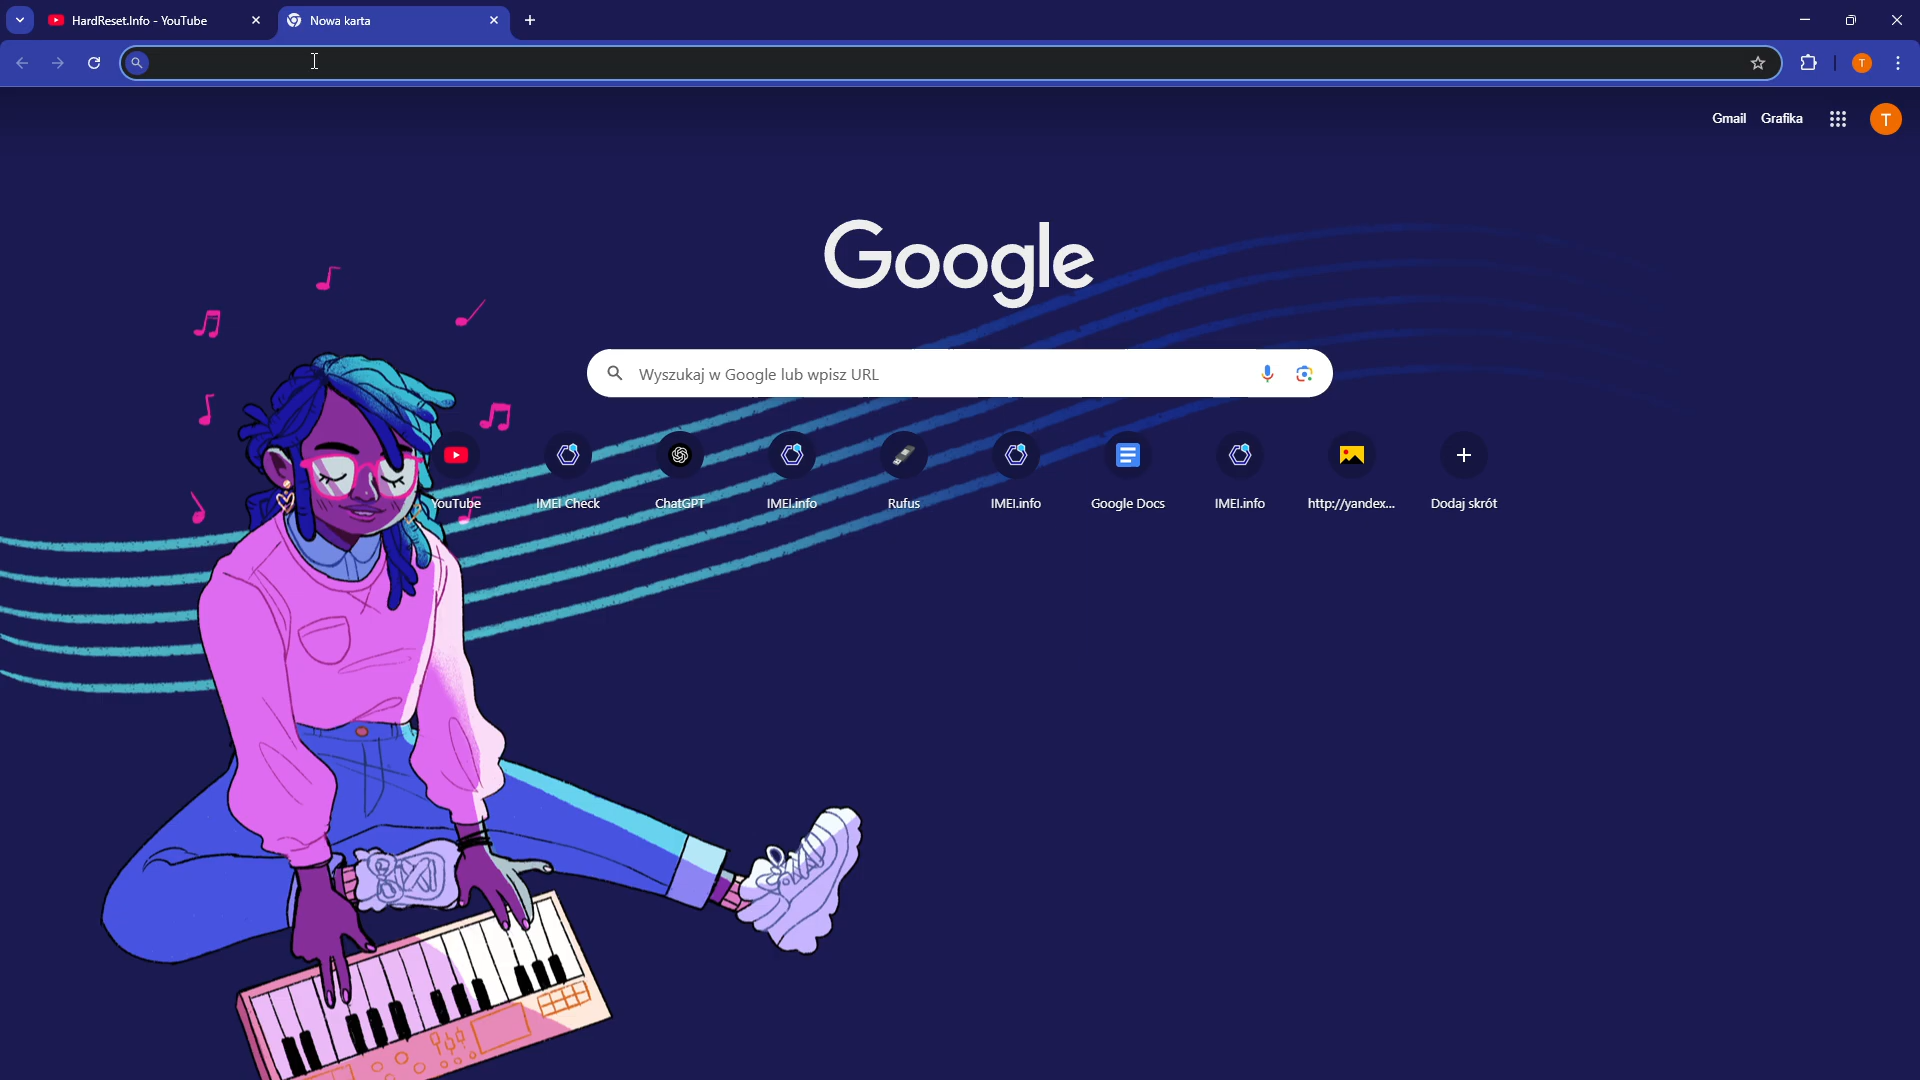 HardReset.Info - YouTube
Nowa karta
Gmail Grafika
T
T
Google
Wyszukaj w Google lub wpisz URL
YouTube
IMEI Check
ChatGPT
IMEI.info
Rufus
IMEI.info
Google Docs
IMEI.info
http://yandex...
Dodaj skrót